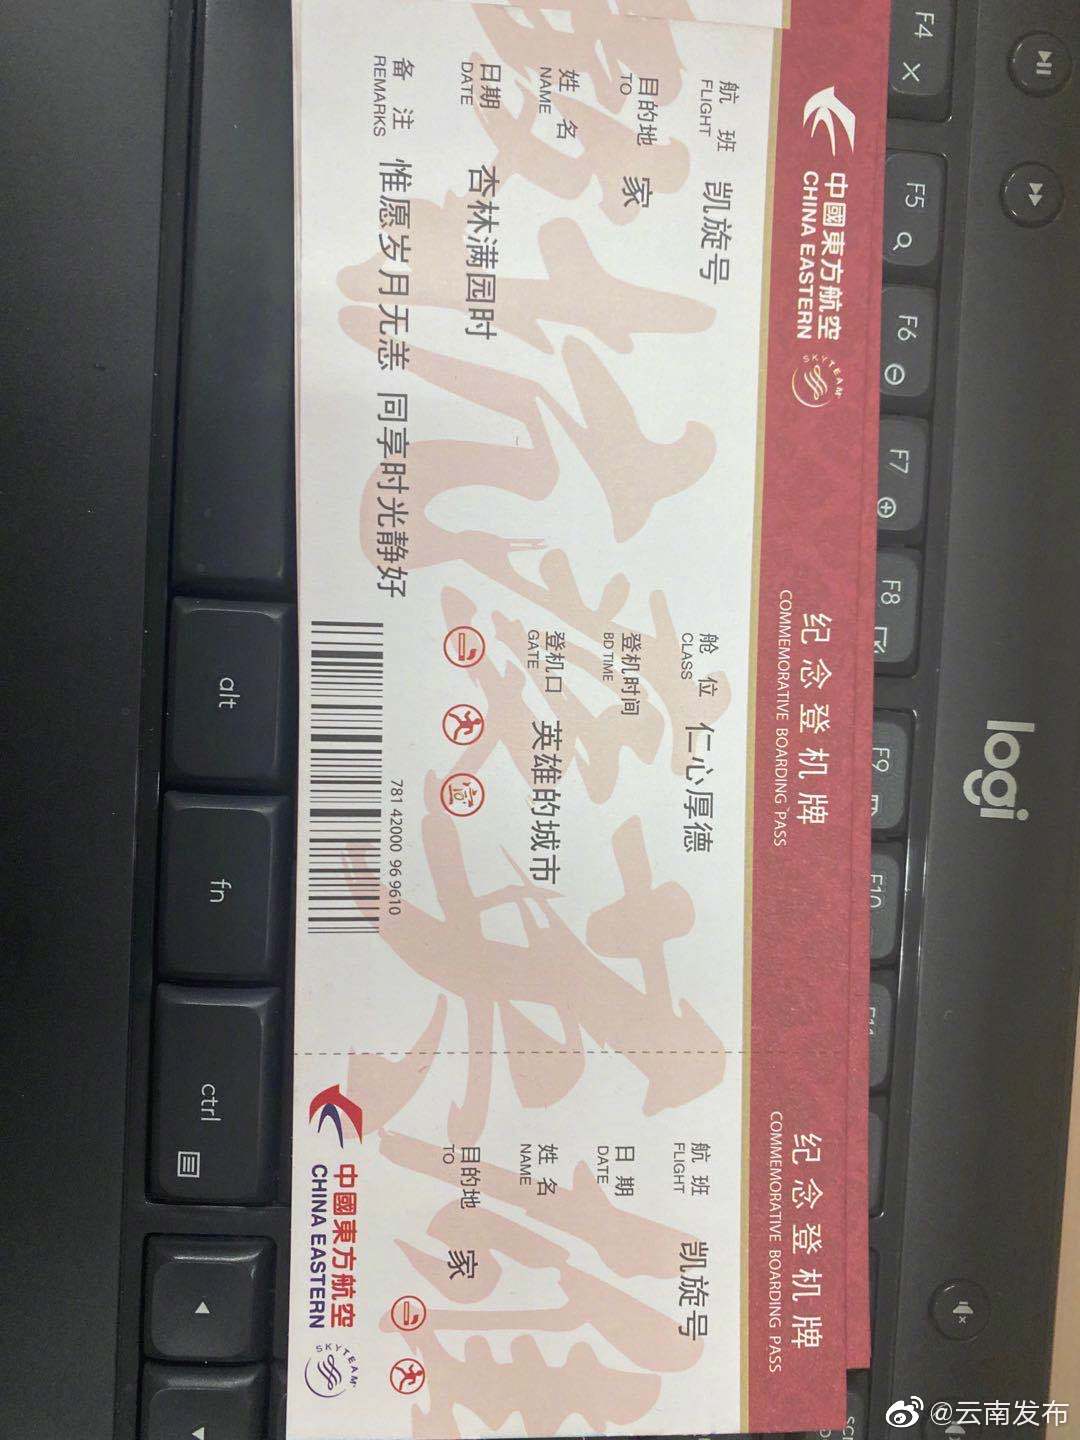 中國東方航空
CHINA EASTERN
SKYTEAM
纪念登机牌
COMMEMORATIVE BOARDING PASS
航班 凯旋号
FLIGHT
目的地 家
TO
姓名
NAME
日期 杏林满园时
DATE
备注 惟愿岁月无恙 同享时光静好
REMARKS
舱位 仁心厚德
CLASS
登机时间
BD TIME
登机口 英雄的城市
GATE
781 42000 96 9610
纪念登机牌
COMMEMORATIVE BOARDING PASS
航班 凯旋号
FLIGHT
日期
DATE
姓名
NAME
目的地 家
TO
中國東方航空
CHINA EASTERN
SKYTEAM
F4
F5
F6
F7
F8
F9
F10
F11
logi
alt
fn
ctrl
@云南发布